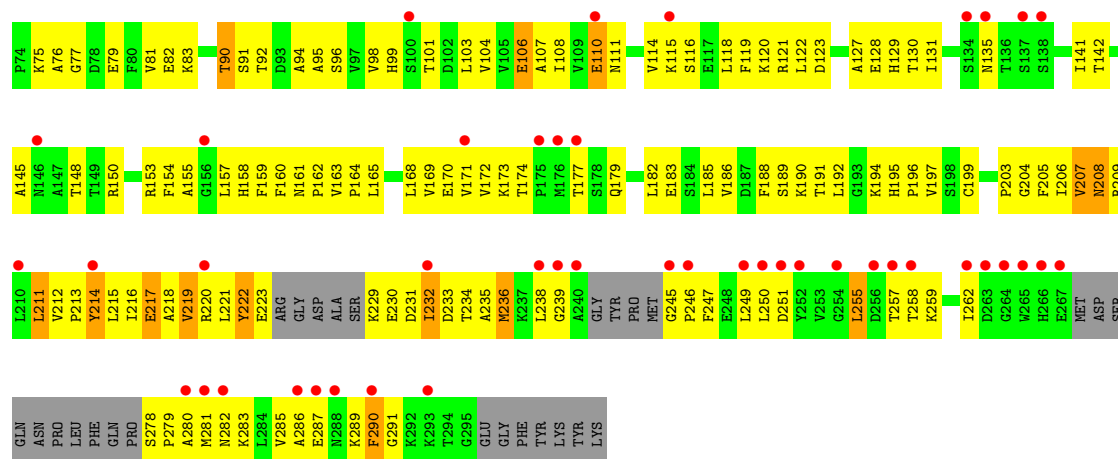 P74 K75 A76 G77 D78 E79 F80 V81 E82 K83 T90 S91 T92 D93 A94 A95 S96 V97 V98 H99 S100 T101 D102 L103 V104 V105 E106 A107 I108 V109 E110 N111 V114 K115 S116 E117 L118 F119 K120 R121 L122 D123 A127 E128 H129 T130 I131 S134 N135 T136 S137 S138 I141 T142
A145 N146 A147 T148 T149 R150 R153 F154 A155 G156 L157 H158 F159 F160 N161 P162 V163 P164 L165 L168 V169 E170 V171 V172 K173 T174 P175 M176 T177 S178 Q179 L182 E183 S184 L185 V186 D187 F188 S189 K190 T191 L192 G193 K194 H195 P196 V197 S198 C199 P203 G204 F205 I206 V207 N208
L210 L211 V212 P213 Y214 L215 I216 E217 A218 V219 R220 L221 Y222 E223 ARG GLY ASP ALA SER K229 E230 D231 I232 D233 T234 A235 M236 K237 L238 G239 A240 GLY TYR PRO MET G245 P246 F247 E248 L249 L250 D251 Y252 V253 G254 L255 D256 T257 T258 K259 I262 D263 G264 W265 H266 E267 MET ASP
GLN ASN PRO LEU PHE GLN PRO S278 P279 A280 M281 N282 K283 L284 V285 A286 E287 N288 K289 F290 G291 K292 K293 T294 G295 GLU GLY PHE TYR LYS TYR LYS